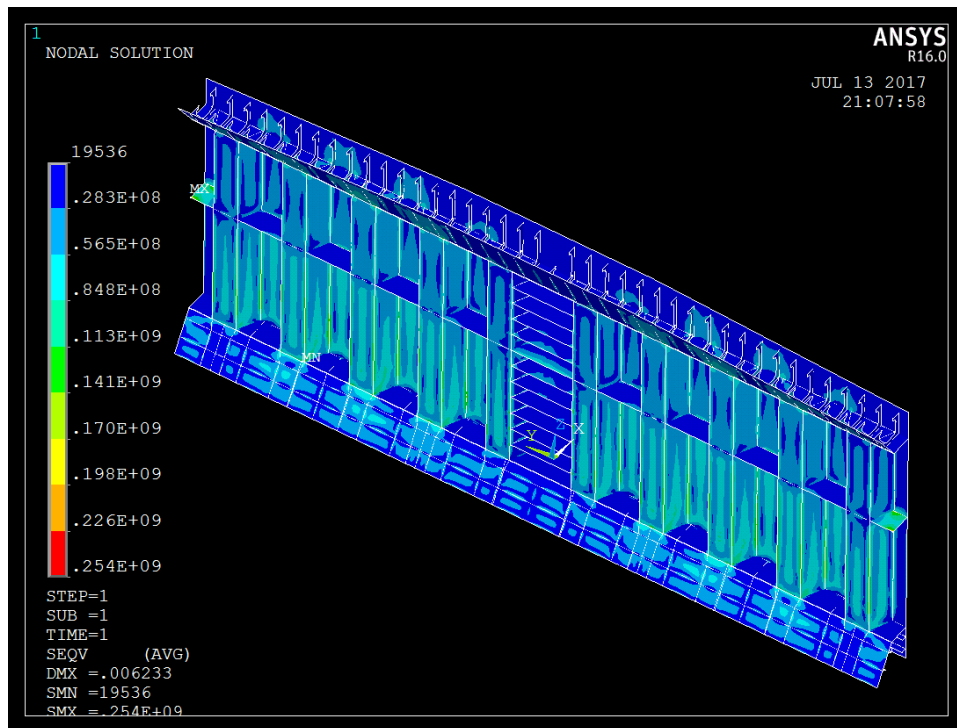 1
NODAL SOLUTION
ANSYS
R16.0
JUL 13 2017
21:07:58
19536
.283E+08
.565E+08
.848E+08
.113E+09
.141E+09
.170E+09
.198E+09
.226E+09
.254E+09
MX
MN
Y
Z
X
STEP=1
SUB =1
TIME=1
SEQV (AVG)
DMX =.006233
SMN =19536
SMX =.254E+09